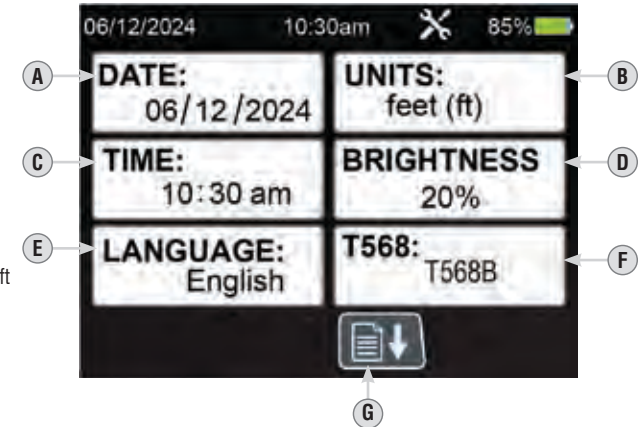 06/12/2024 10:30am 85%
A DATE: UNITS: B
06/12/2024 feet (ft)
C TIME: BRIGHTNESS D
10:30 am 20%
E LANGUAGE: T568: F
English T568B
ft
G